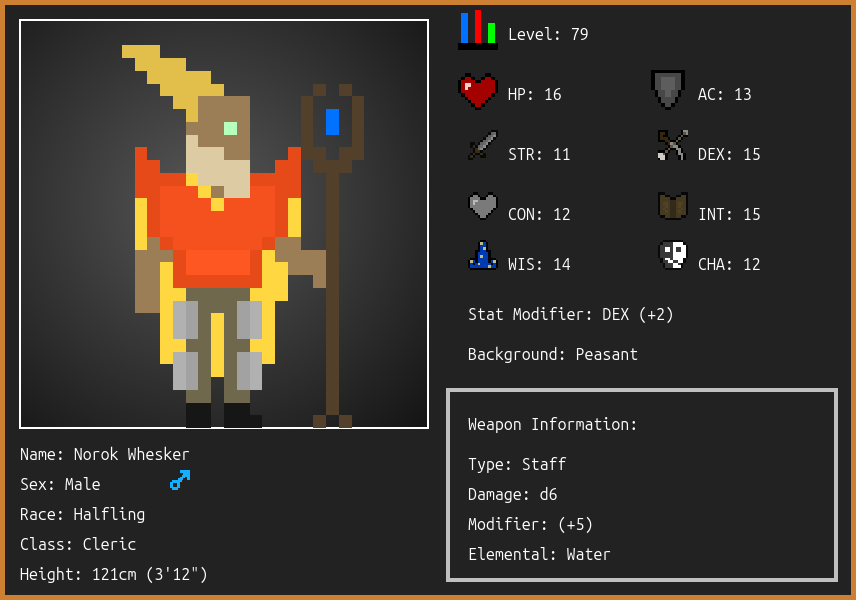 Level: 79
HP: 16
AC: 13
STR: 11
DEX: 15
CON: 12
INT: 15
WIS: 14
CHA: 12
Stat Modifier: DEX (+2)
Background: Peasant
Weapon Information:
Type: Staff
Damage: d6
Modifier: (+5)
Elemental: Water
Name: Norok Whesker
Sex: Male
Race: Halfling
Class: Cleric
Height: 121cm (3'12")